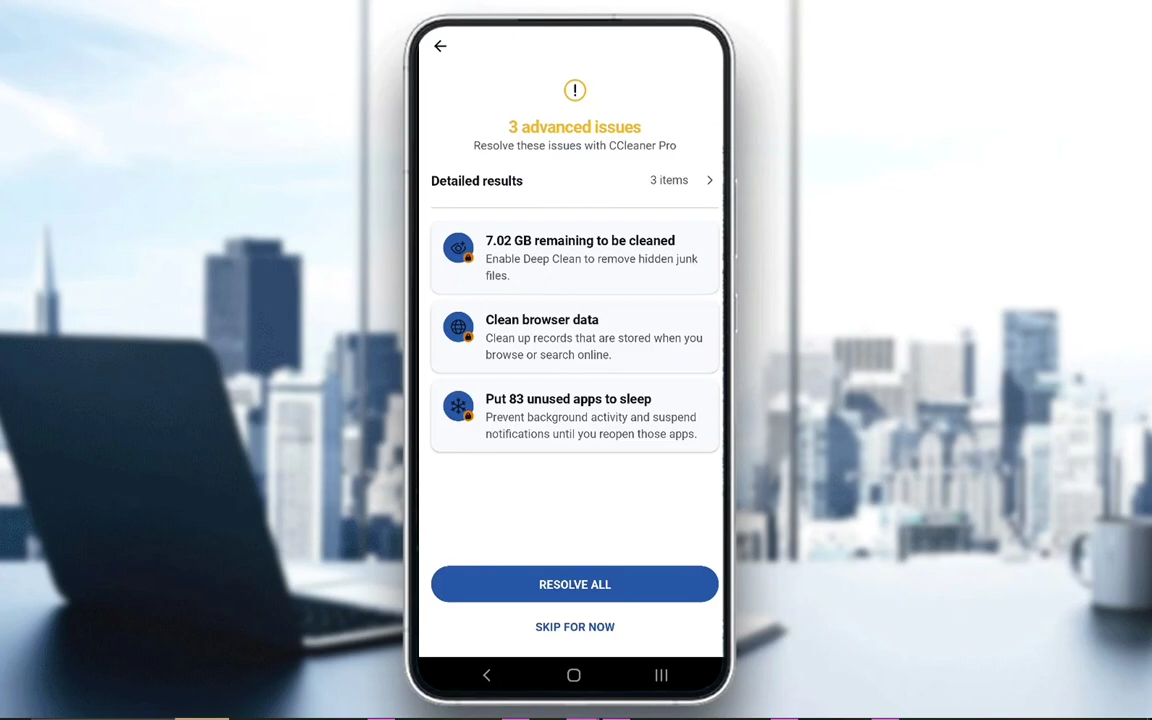 3 advanced issues
Resolve these issues with CCleaner Pro
Detailed results 3 items
7.02 GB remaining to be cleaned
Enable Deep Clean to remove hidden junk
files.
Clean browser data
Clean up records that are stored when you
browse or search online.
Put 83 unused apps to sleep
Prevent background activity and suspend
notifications until you reopen those apps.
RESOLVE ALL
SKIP FOR NOW